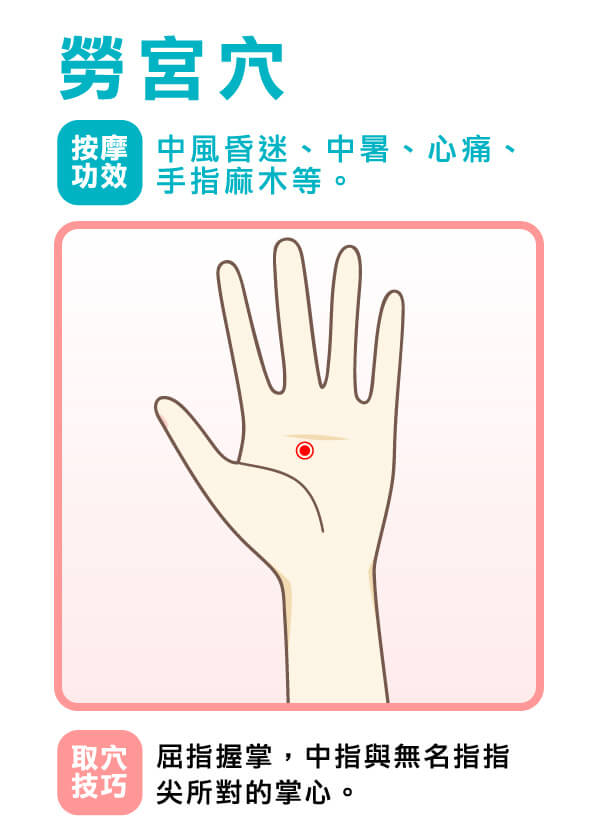 勞宮穴
按摩
功效
中風昏迷、中暑、心痛、
手指麻木等。
取穴
技巧
屈指握掌，中指與無名指指
尖所對的掌心。